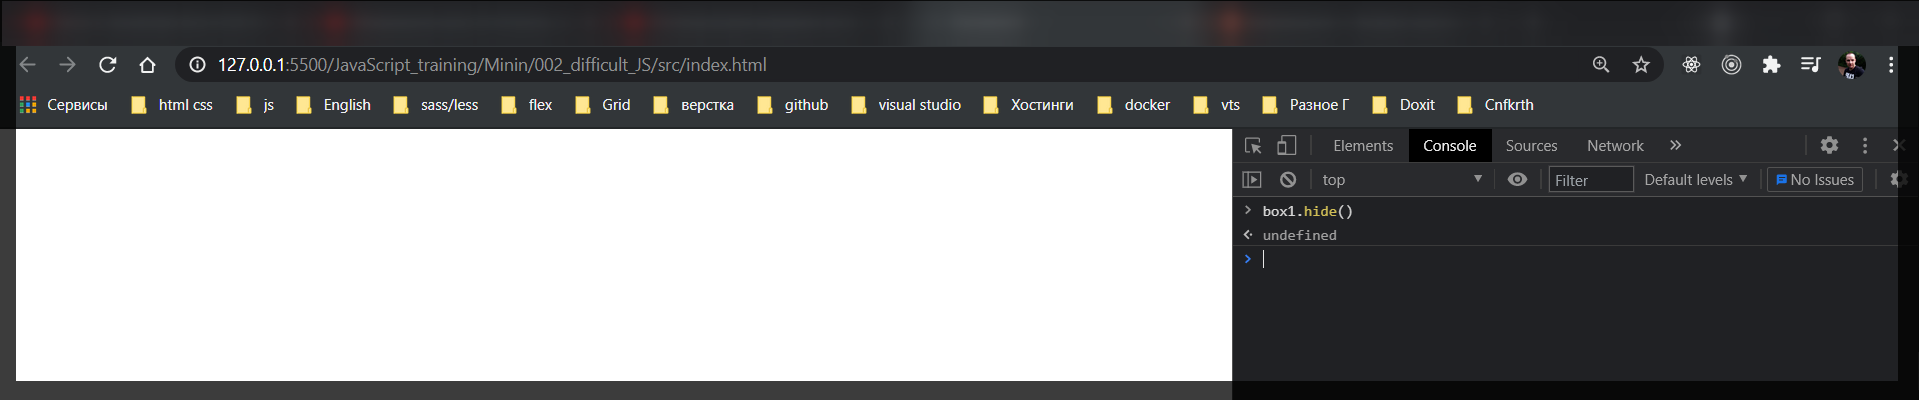 127.0.0.1:5500/JavaScript_training/Minin/002_difficult_JS/src/index.html
Сервисы html css js English sass/less flex Grid верстка github visual studio Хостинги docker vts Разное Г Doxit Cnfkrth
Elements Console Sources Network »
top Filter Default levels No Issues
> box1.hide()
undefined
>